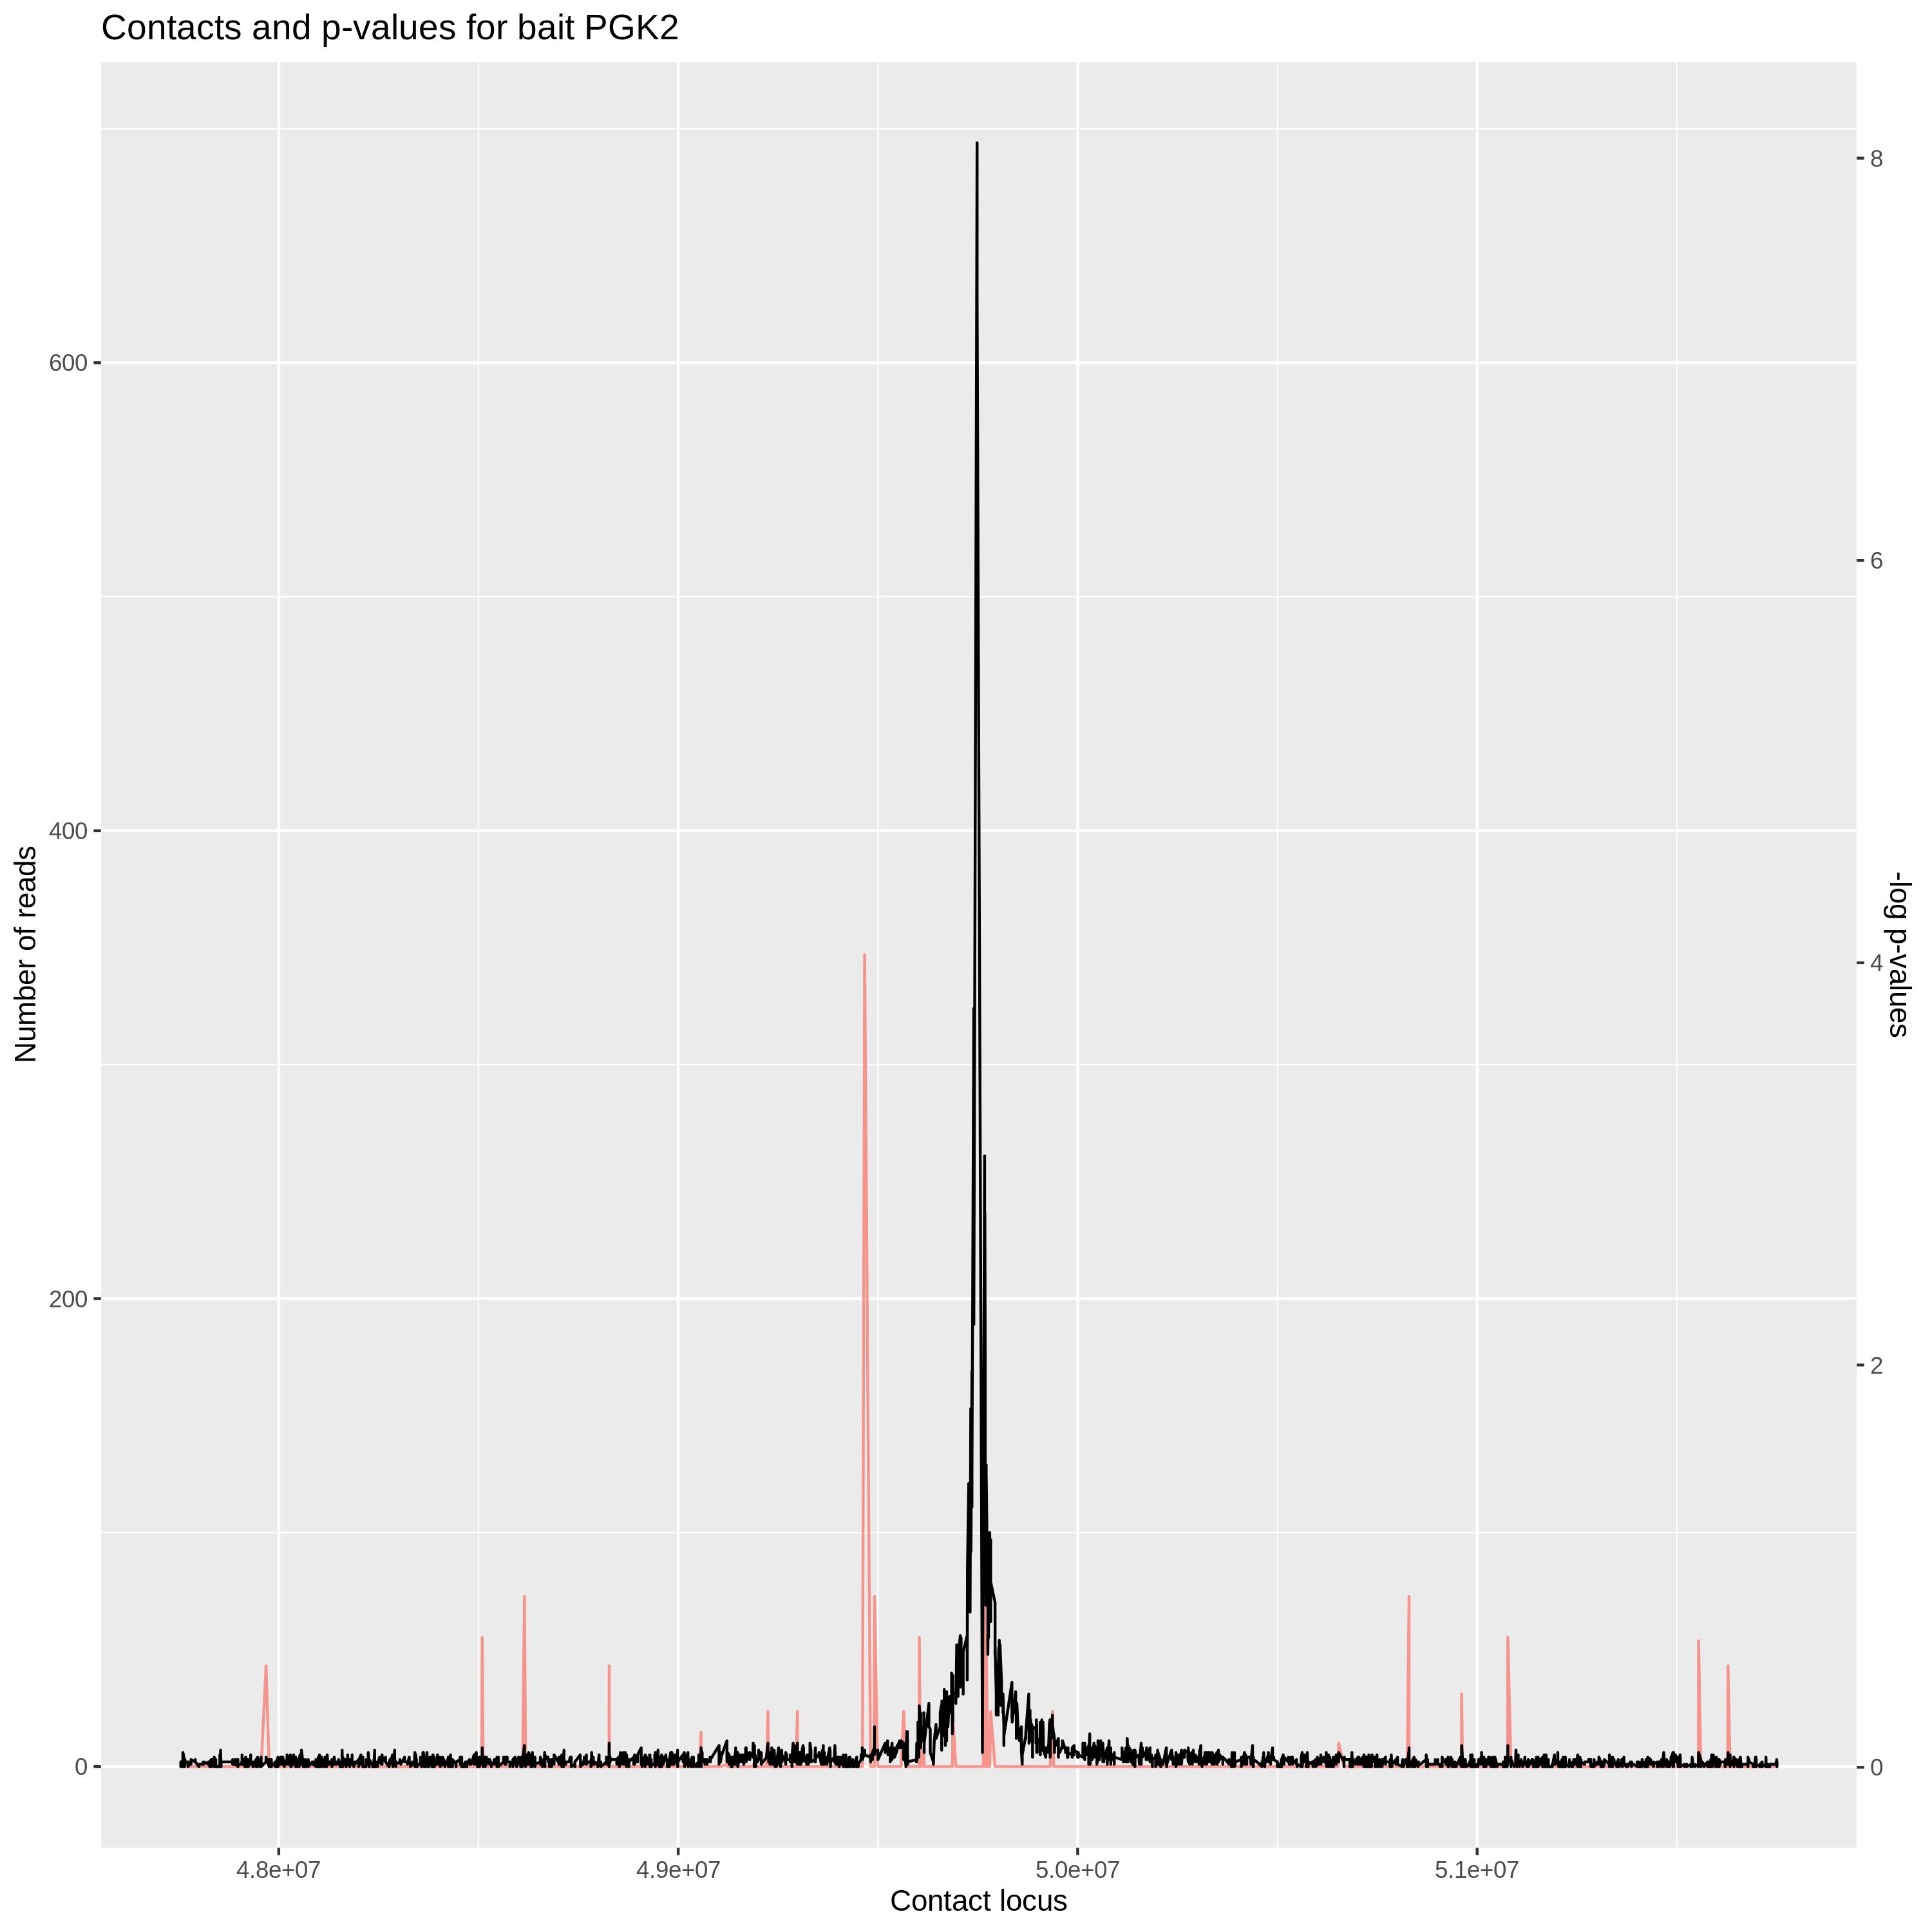 Contacts and p-values for bait PGK2
8
600
6
400
4
200
2
0
0
Number of reads
-log p-values
4.8e+07
4.9e+07
5.0e+07
5.1e+07
Contact locus